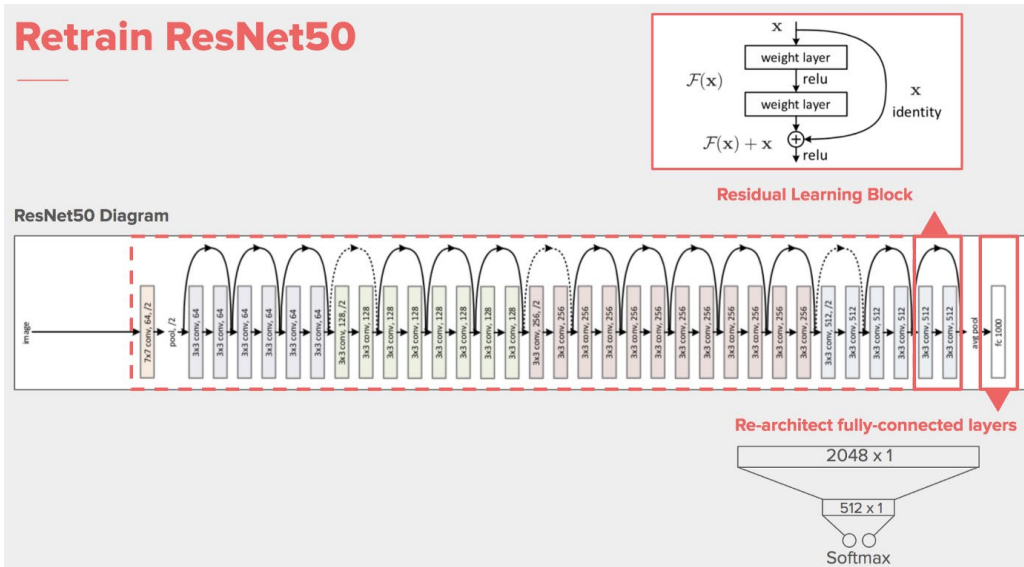 Retrain ResNet50
x
weight layer
F(x)
relu
x
weight layer
identity
F(x) + x
relu
Residual Learning Block
ResNet50 Diagram
image
7x7 conv, 64, /2
pool, /2
3x3 conv, 64
3x3 conv, 64
3x3 conv, 64
3x3 conv, 64
3x3 conv, 64
3x3 conv, 64
3x3 conv, 128, /2
3x3 conv, 128
3x3 conv, 128
3x3 conv, 128
3x3 conv, 128
3x3 conv, 128
3x3 conv, 128
3x3 conv, 128
3x3 conv, 256, /2
3x3 conv, 256
3x3 conv, 256
3x3 conv, 256
3x3 conv, 256
3x3 conv, 256
3x3 conv, 256
3x3 conv, 256
3x3 conv, 256
3x3 conv, 256
3x3 conv, 256
3x3 conv, 256
3x3 conv, 512, /2
3x3 conv, 512
3x3 conv, 512
3x3 conv, 512
3x3 conv, 512
3x3 conv, 512
avg pool
fc 1000
Re-architect fully-connected layers
2048 x 1
512 x 1
Softmax